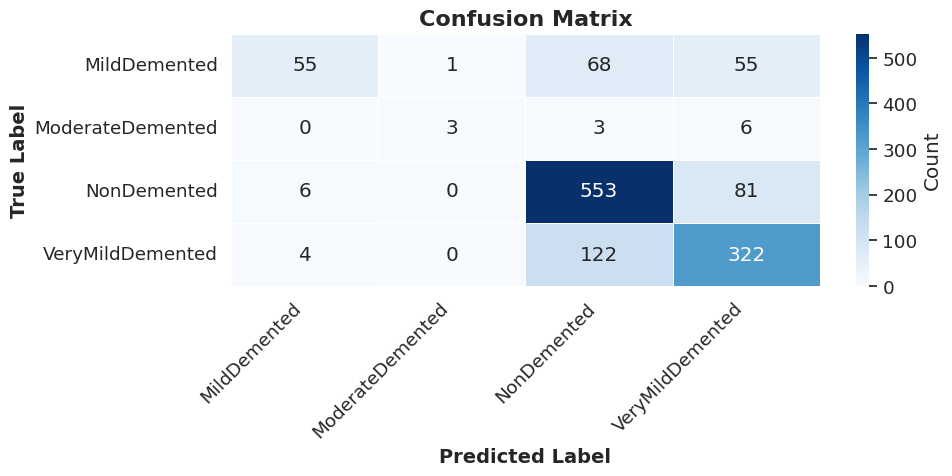 Confusion Matrix
True Label
MildDemented 55 1 68 55
ModerateDemented 0 3 3 6
NonDemented 6 0 553 81
VeryMildDemented 4 0 122 322
MildDemented
ModerateDemented
NonDemented
VeryMildDemented
Predicted Label
500
400
300
200
100
0
Count